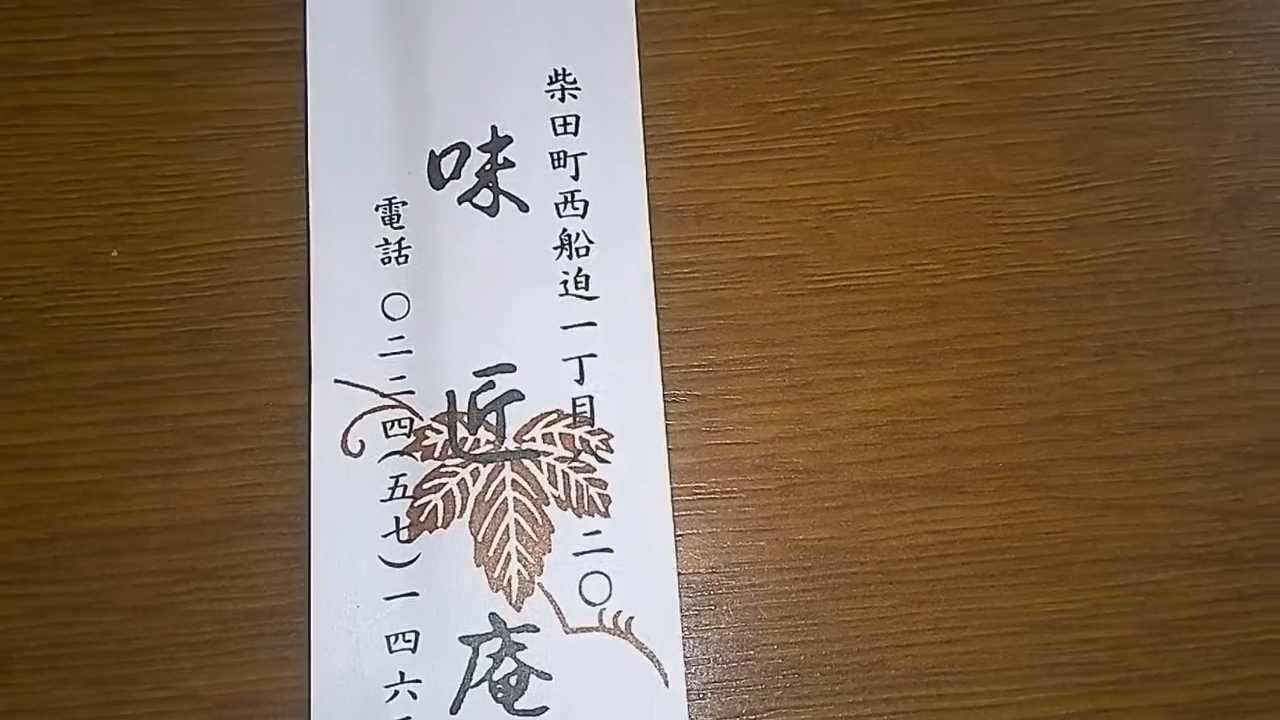 柴田町西船迫一丁目 二〇
味匠庵
電話〇二二四(五七)一四六